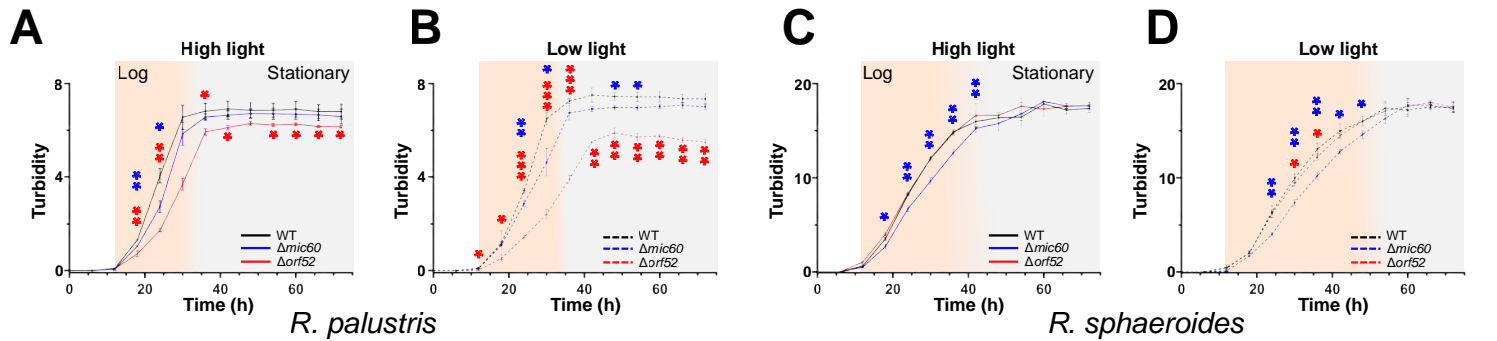 A
High light
Log
Stationary
Turbidity
8
4
0
0
20
40
60
Time (h)
WT
Δmic60
Δorf52
B
Low light
Turbidity
8
4
0
0
20
40
60
Time (h)
WT
Δmic60
Δorf52
R. palustris
C
High light
Log
Stationary
Turbidity
20
10
0
0
20
40
60
Time (h)
WT
Δmic60
Δorf52
D
Low light
Turbidity
20
10
0
0
20
40
60
Time (h)
WT
Δmic60
Δorf52
R. sphaeroides